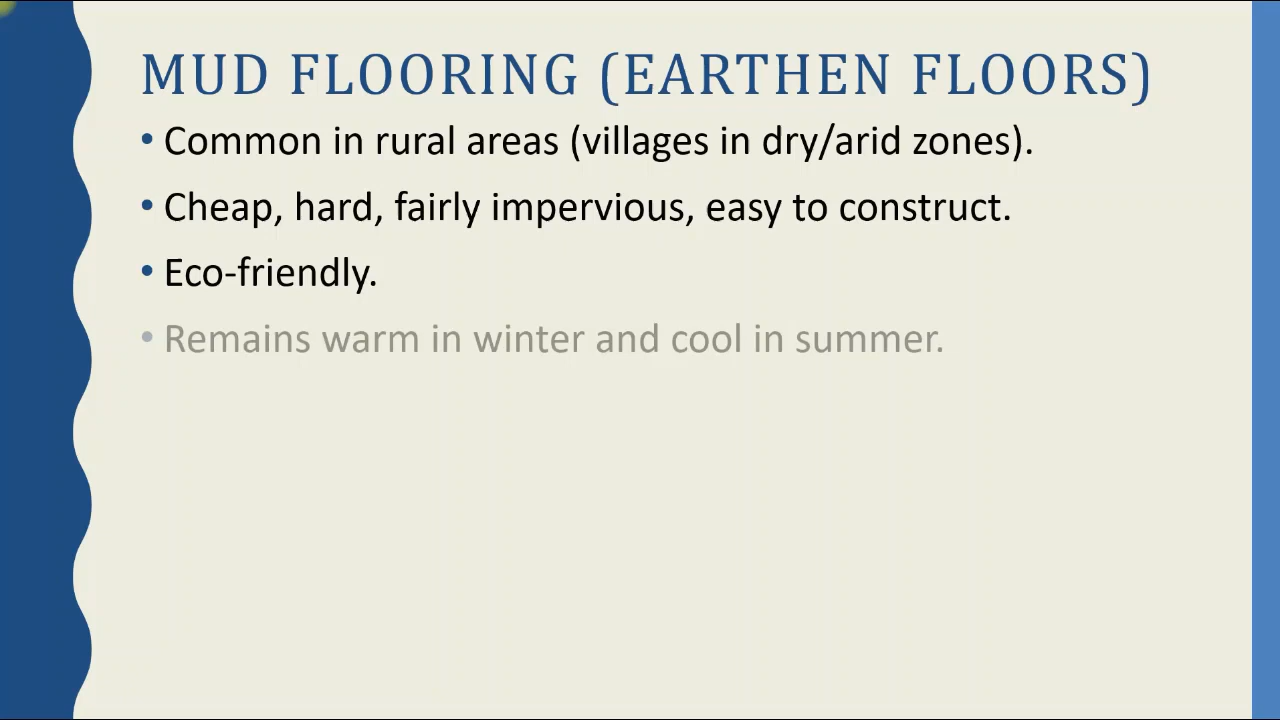 MUD FLOORING (EARTHEN FLOORS)
• Common in rural areas (villages in dry/arid zones).
• Cheap, hard, fairly impervious, easy to construct.
• Eco-friendly.
• Remains warm in winter and cool in summer.